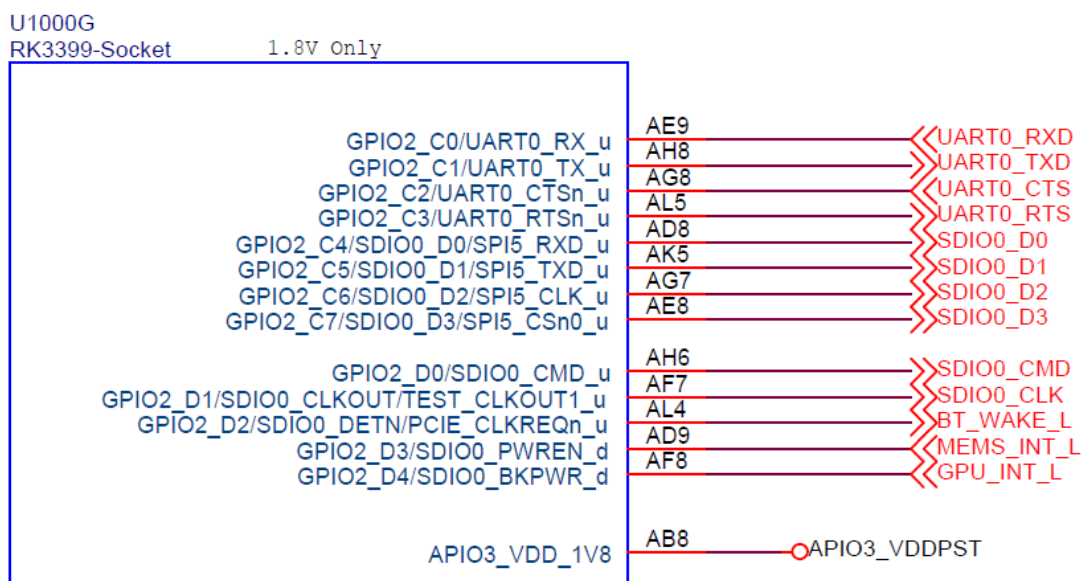 U1000G
RK3399-Socket 1.8V Only
GPIO2_C0/UART0_RX_u AE9 UART0_RXD
GPIO2_C1/UART0_TX_u AH8 UART0_TXD
GPIO2_C2/UART0_CTSn_u AG8 UART0_CTS
GPIO2_C3/UART0_RTSn_u AL5 UART0_RTS
GPIO2_C4/SDIO0_D0/SPI5_RXD_u AD8 SDIO0_D0
GPIO2_C5/SDIO0_D1/SPI5_TXD_u AK5 SDIO0_D1
GPIO2_C6/SDIO0_D2/SPI5_CLK_u AG7 SDIO0_D2
GPIO2_C7/SDIO0_D3/SPI5_CSn0_u AE8 SDIO0_D3
GPIO2_D0/SDIO0_CMD_u AH6 SDIO0_CMD
GPIO2_D1/SDIO0_CLKOUT/TEST_CLKOUT1_u AF7 SDIO0_CLK
GPIO2_D2/SDIO0_DETN/PCIE_CLKREQn_u AL4 BT_WAKE_L
GPIO2_D3/SDIO0_PWREN_d AD9 MEMS_INT_L
GPIO2_D4/SDIO0_BKPWR_d AF8 GPU_INT_L
APIO3_VDD_1V8 AB8 APIO3_VDDPST